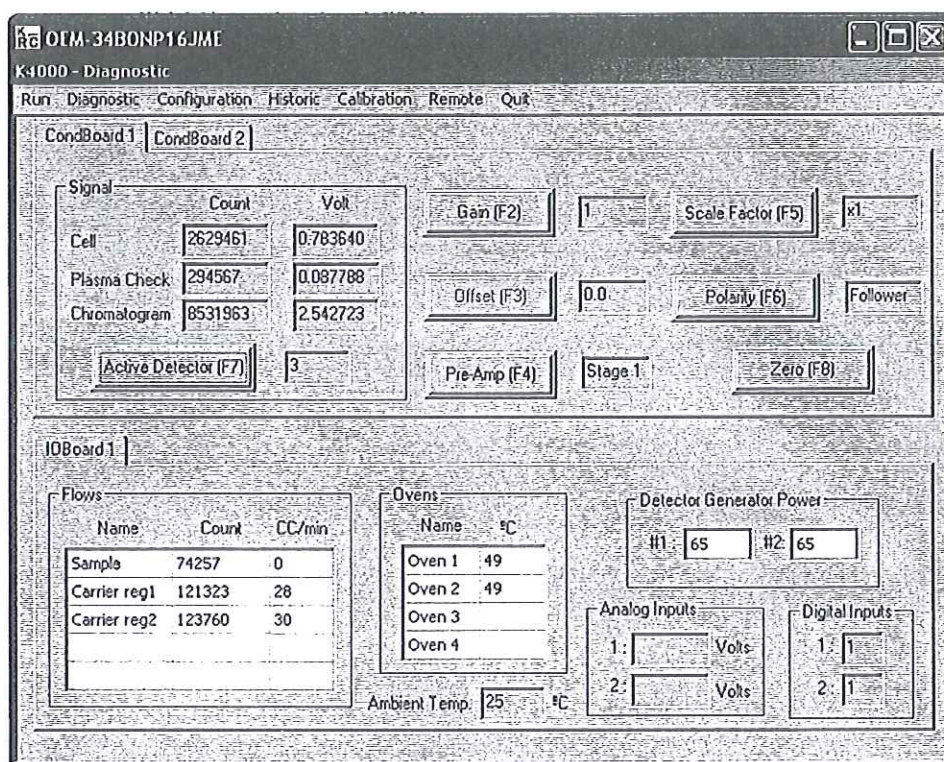 KRG OEM-34BONP16JME
K4000 - Diagnostic
Run Diagnostic Configuration Historic Calibration Remote Quit
CondBoard 1 CondBoard 2
Signal
Count Volt
Cell 2629461 0.783640
Plasma Check 294567 0.087788
Chromatogram 8531963 2.542723
Active Detector (F7) 3
Gain (F2) 1 Scale Factor (F5) x1
Offset (F3) 0.0 Polarity (F6) Follower
Pre-Amp (F4) Stage 1 Zero (F8)
IOBoard 1
Flows
Name Count CC/min
Sample 74257 0
Carrier reg1 121323 28
Carrier reg2 123760 30
Ovens
Name ºC
Oven 1 49
Oven 2 49
Oven 3
Oven 4
Ambient Temp. 25 ºC
Detector Generator Power
#1: 65 #2: 65
Analog Inputs
1: Volts
2: Volts
Digital Inputs
1: 1
2: 1